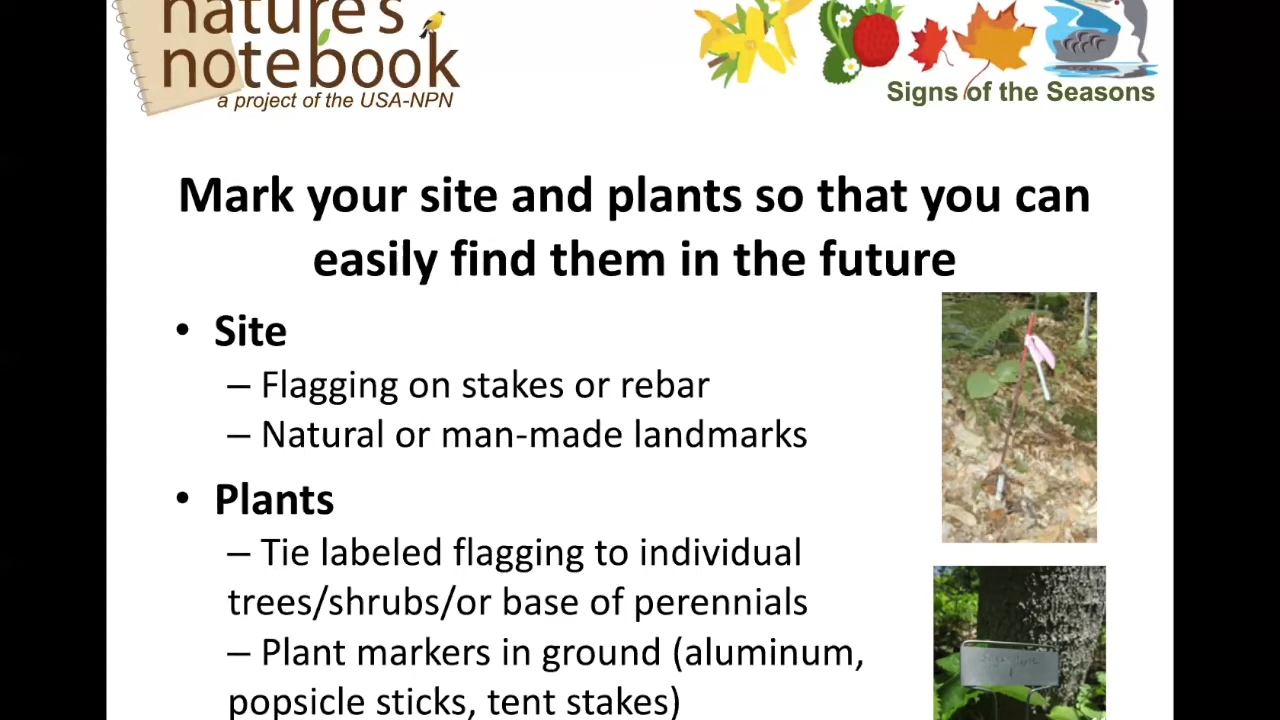 nature's
notebook
a project of the USA-NPN
Signs of the Seasons
Mark your site and plants so that you can
easily find them in the future
• Site
– Flagging on stakes or rebar
– Natural or man-made landmarks
• Plants
– Tie labeled flagging to individual
trees/shrubs/or base of perennials
– Plant markers in ground (aluminum,
popsicle sticks, tent stakes)